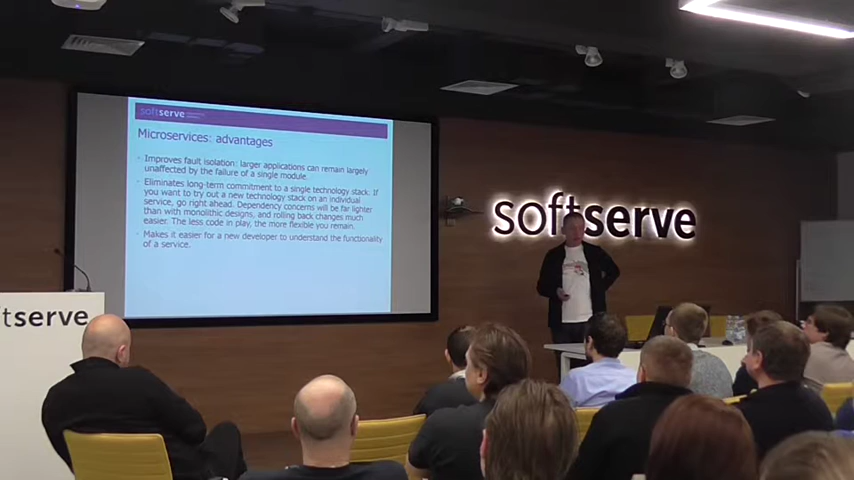 softserve
Microservices: advantages
Improves fault isolation: larger applications can remain largely
unaffected by the failure of a single module.
Eliminates long-term commitment to a single technology stack: If
you want to try out a new technology stack on an individual
service, go right ahead. Dependency concerns will be far lighter
than with monolithic designs, and rolling back changes much
easier. The less code in play, the more flexible you remain.
Makes it easier for a new developer to understand the functionality
of a service.
softserve
softserve